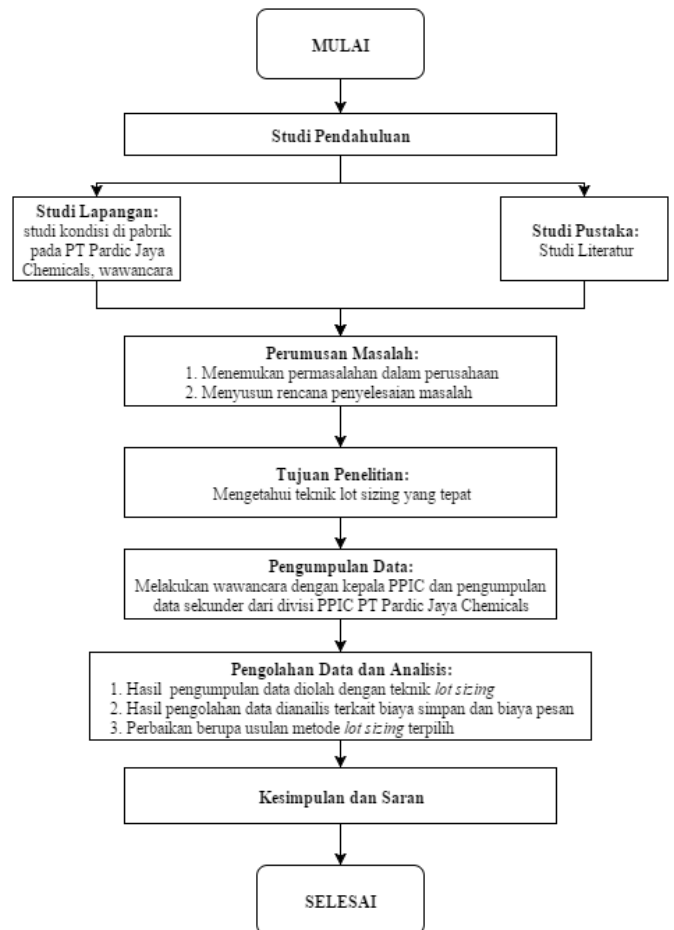 MULAI
Studi Pendahuluan
Studi Lapangan:
studi kondisi di pabrik
pada PT Pardic Jaya
Chemicals, wawancara
Studi Pustaka:
Studi Literatur
Perumusan Masalah:
1. Menemukan permasalahan dalam perusahaan
2. Menyusun rencana penyelesaian masalah
Tujuan Penelitian:
Mengetahui teknik lot sizing yang tepat
Pengumpulan Data:
Melakukan wawancara dengan kepala PPIC dan pengumpulan
data sekunder dari divisi PPIC PT Pardic Jaya Chemicals
Pengolahan Data dan Analisis:
1. Hasil pengumpulan data diolah dengan teknik lot sizing
2. Hasil pengolahan data dianailis terkait biaya simpan dan biaya pesan
3. Perbaikan berupa usulan metode lot sizing terpilih
Kesimpulan dan Saran
SELESAI